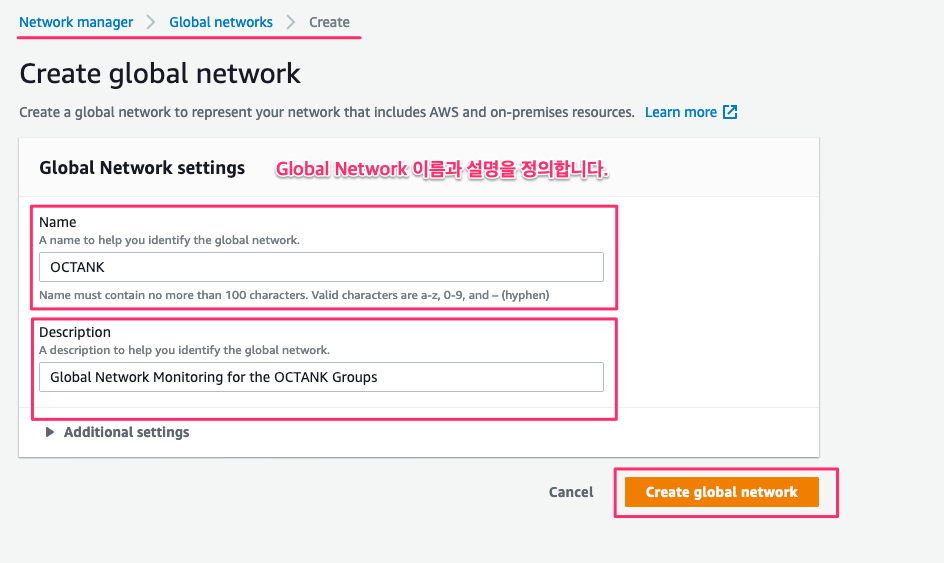 Network manager > Global networks > Create
Create global network
Create a global network to represent your network that includes AWS and on-premises resources. Learn more
Global Network settings Global Network 이름과 설명을 정의합니다.
Name
A name to help you identify the global network.
OCTANK
Name must contain no more than 100 characters. Valid characters are a-z, 0-9, and – (hyphen)
Description
A description to help you identify the global network.
Global Network Monitoring for the OCTANK Groups
Additional settings
Cancel Create global network